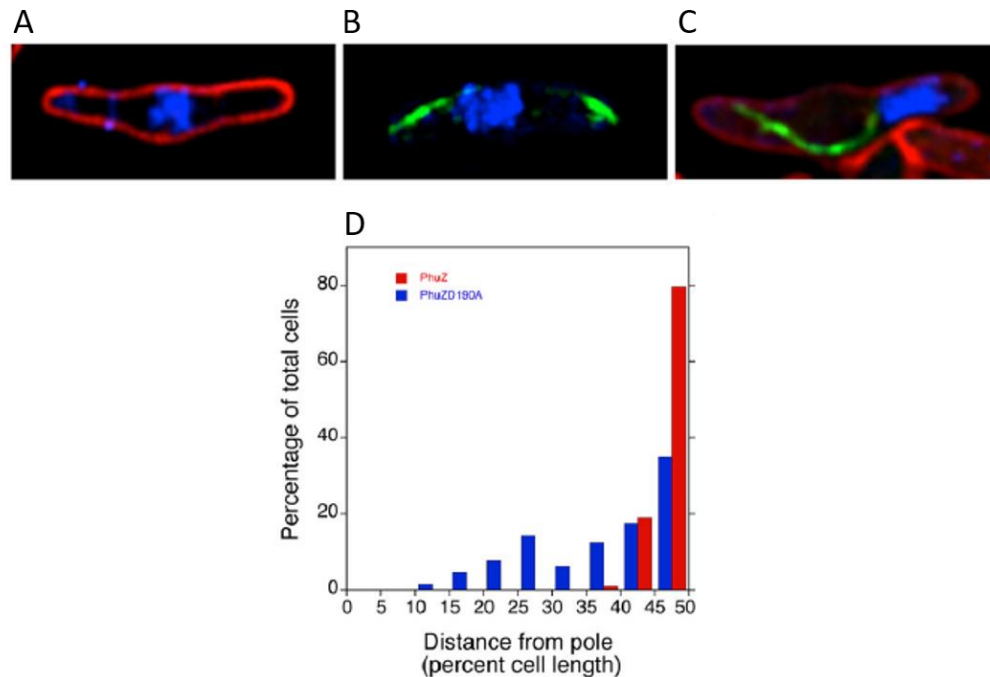 A
B
C
D
PhuZ
PhuZD190A
Percentage of total cells
80
60
40
20
0
0 5 10 15 20 25 30 35 40 45 50
Distance from pole
(percent cell length)